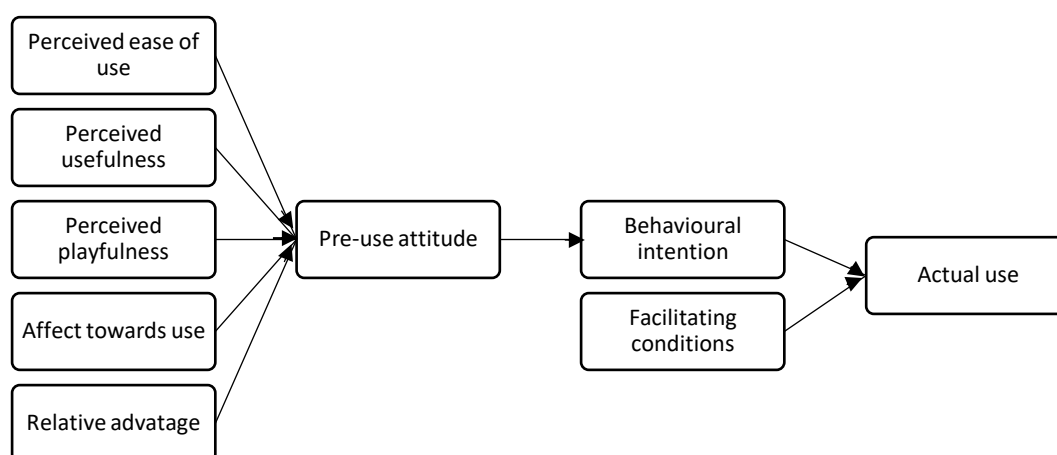 Perceived ease of
use
Perceived
usefulness
Perceived
playfulness
Affect towards use
Relative advatage
Pre-use attitude
Behavioural
intention
Facilitating
conditions
Actual use